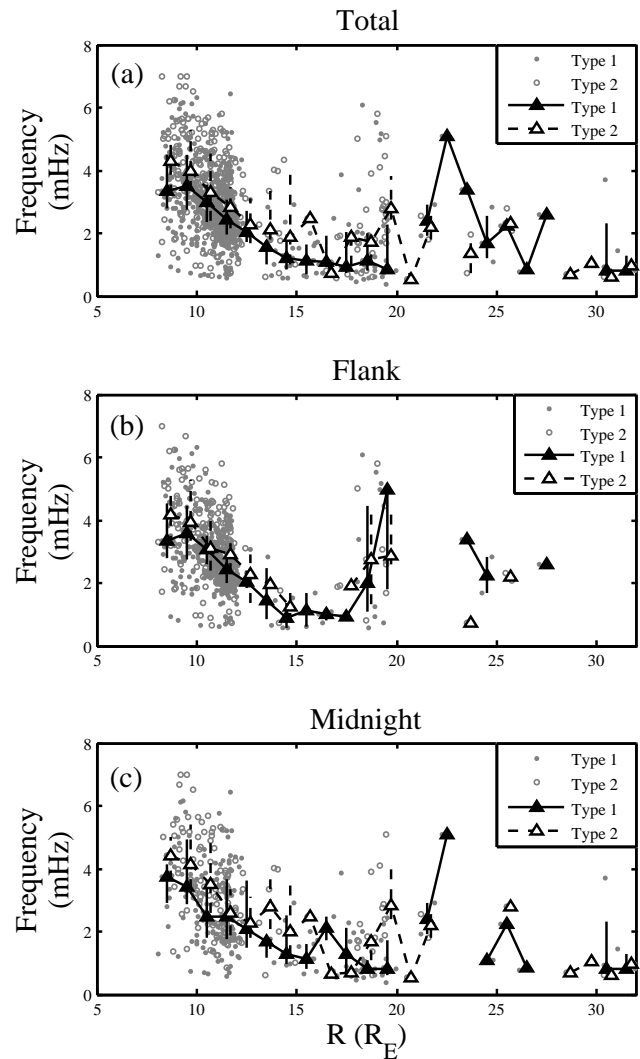 Total
(a)
Type 1
Type 2
Type 1
Type 2
Frequency
(mHz)
8
6
4
2
0
5 10 15 20 25 30
Flank
(b)
Type 1
Type 2
Type 1
Type 2
Frequency
(mHz)
8
6
4
2
0
5 10 15 20 25 30
Midnight
(c)
Type 1
Type 2
Type 1
Type 2
Frequency
(mHz)
8
6
4
2
0
5 10 15 20 25 30
R (R_E)